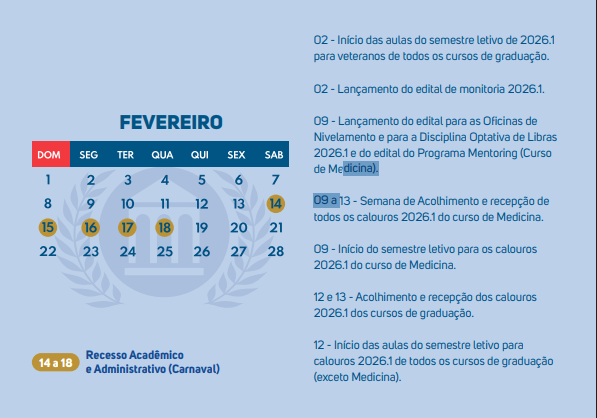 FEVEREIRO
DOM SEG TER QUA QUI SEX SAB
1 2 3 4 5 6 7
8 9 10 11 12 13 14
15 16 17 18 19 20 21
22 23 24 25 26 27 28
14 a 18 Recesso Acadêmico
e Administrativo (Carnaval)
02 - Início das aulas do semestre letivo de 2026.1
para veteranos de todos os cursos de graduação.
02 - Lançamento do edital de monitoria 2026.1.
09 - Lançamento do edital para as Oficinas de
Nivelamento e para a Disciplina Optativa de Libras
2026.1 e do edital do Programa Mentoring (Curso
de Medicina).
09 a 13 - Semana de Acolhimento e recepção de
todos os calouros 2026.1 do curso de Medicina.
09 - Início do semestre letivo para os calouros
2026.1 do curso de Medicina.
12 e 13 - Acolhimento e recepção dos calouros
2026.1 dos cursos de graduação.
12 - Início das aulas do semestre letivo para
calouros 2026.1 de todos os cursos de graduação
(exceto Medicina).